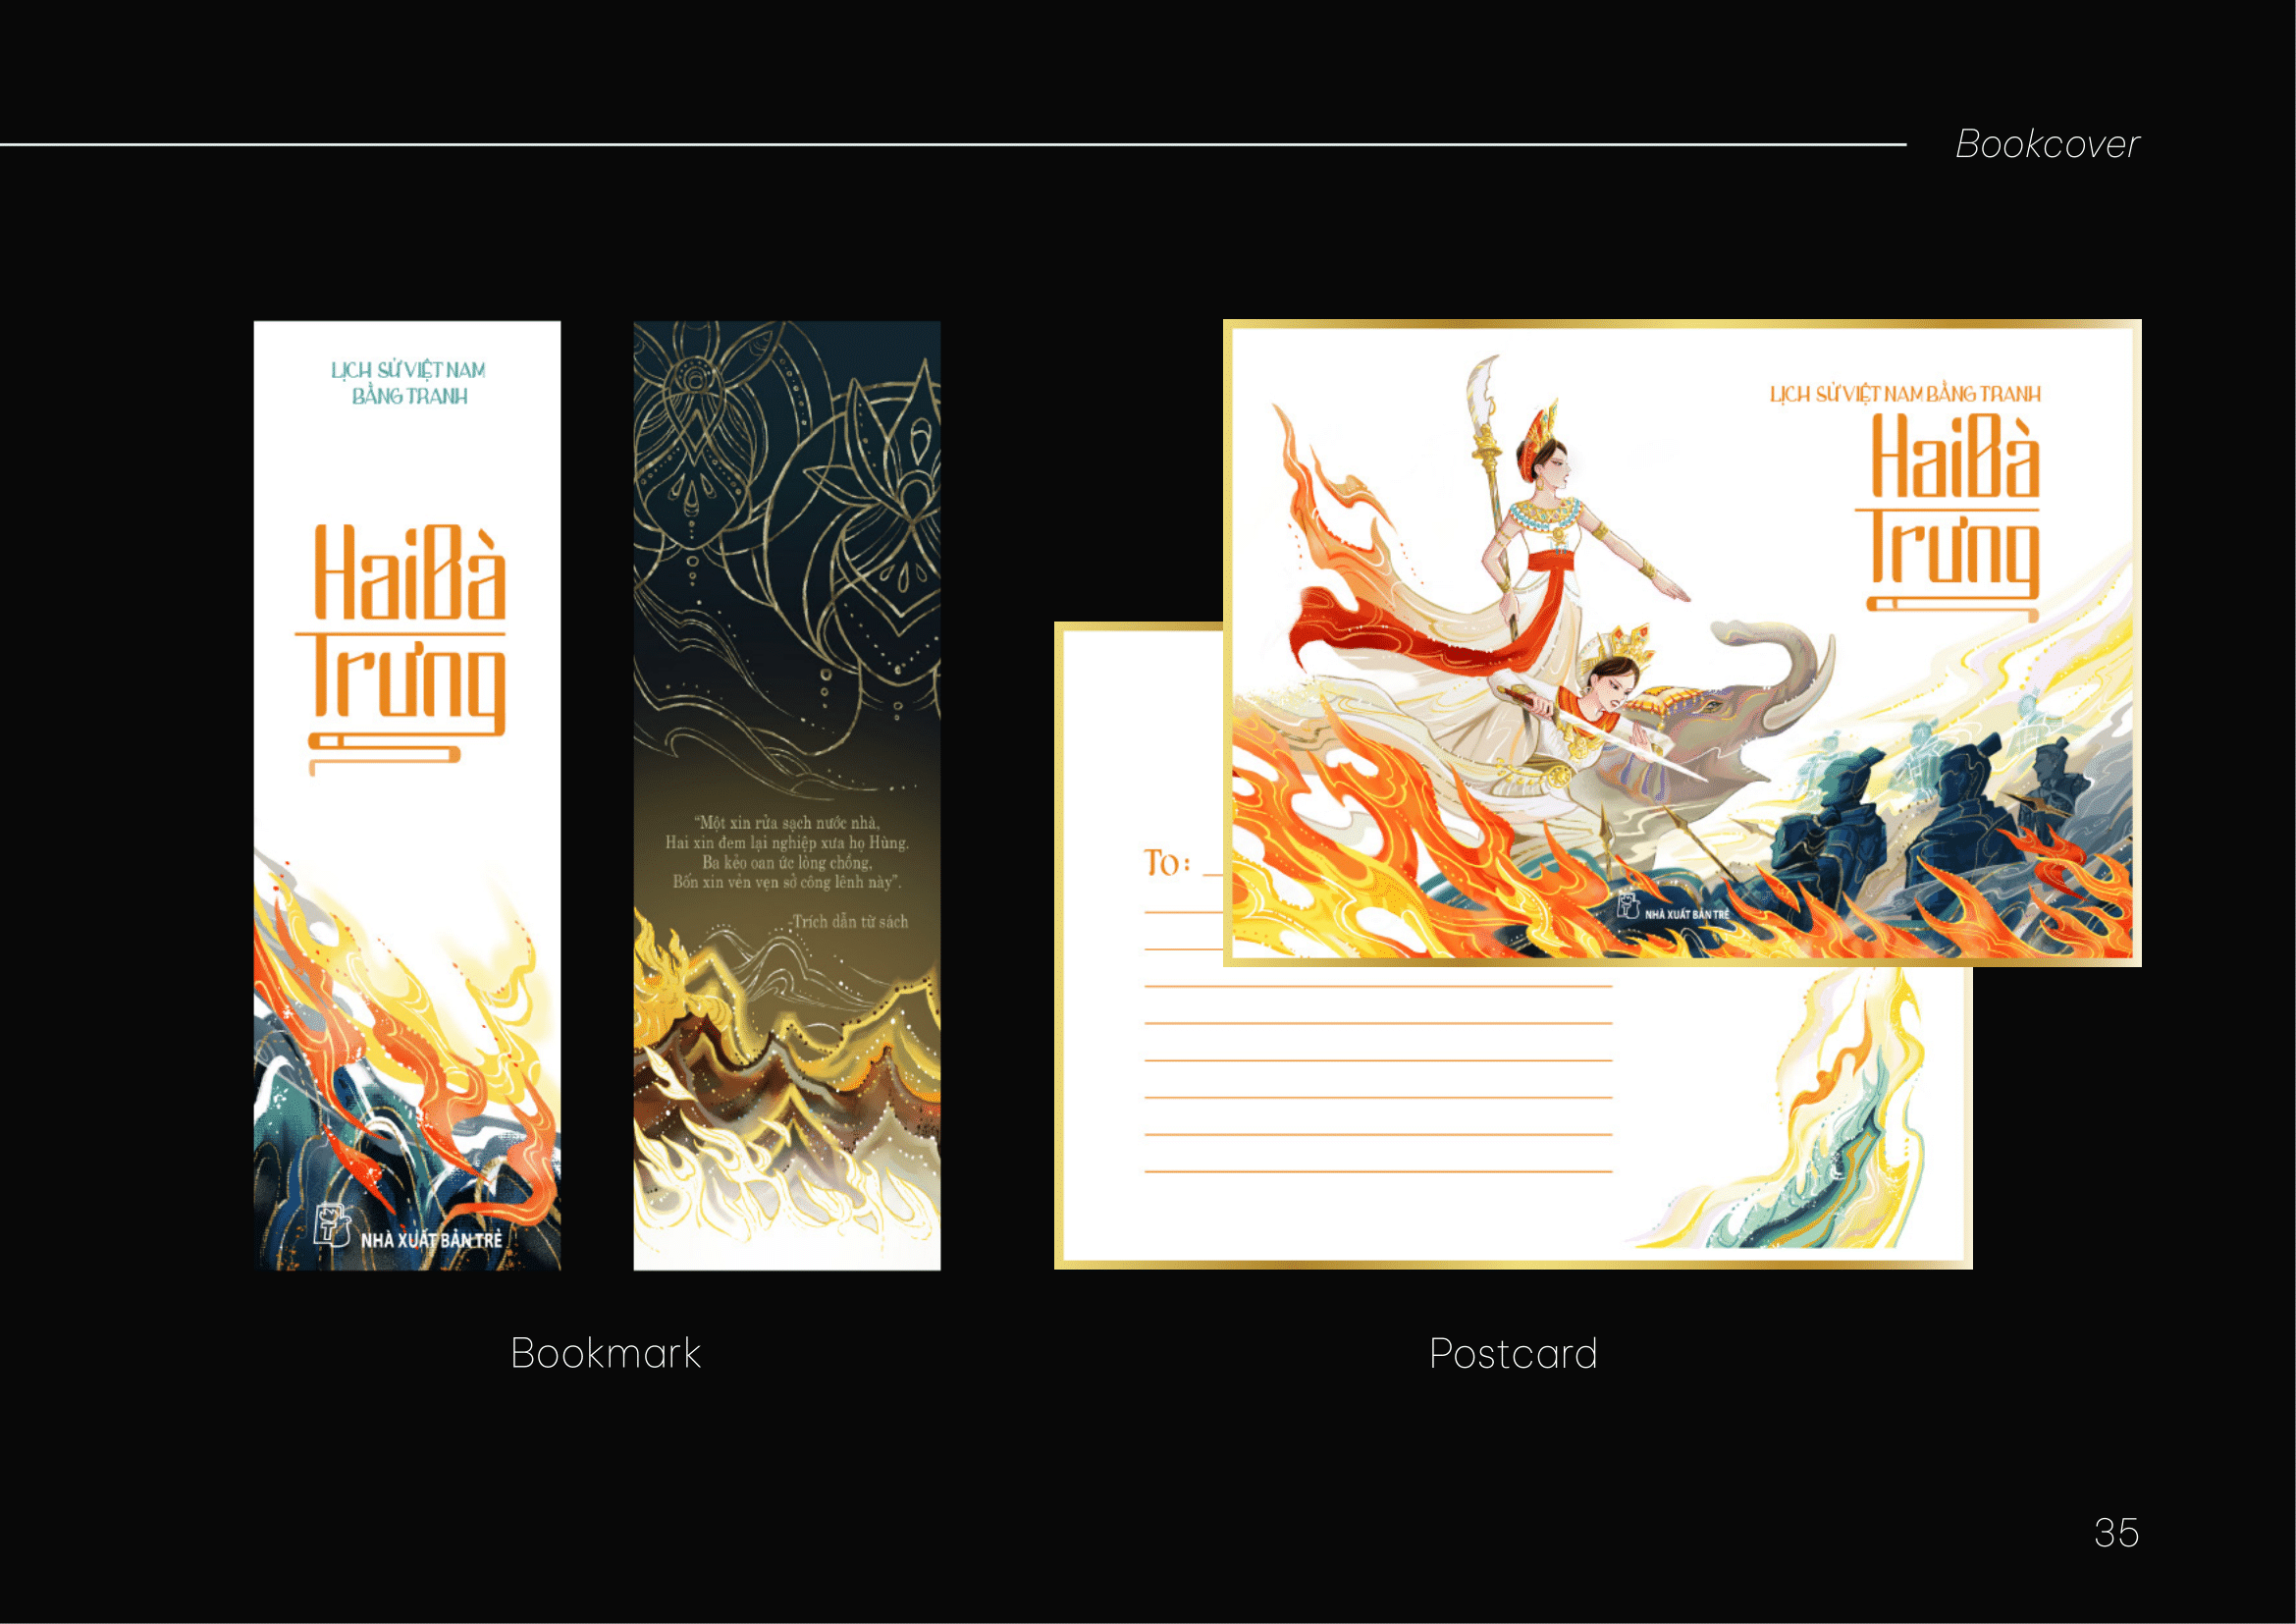 Bookcover
LỊCH SỬ VIỆT NAM
BẰNG TRANH
Hai Bà
Trưng
NHÀ XUẤT BẢN TRẺ
“Một xin rửa sạch nước nhà,
Hai xin đem lại nghiệp xưa họ Hùng.
Ba kẻo oan ức lòng chồng,
Bốn xin vẻn vẹn sở công lênh này”.
-Trích dẫn từ sách
LỊCH SỬ VIỆT NAM BẰNG TRANH
Hai Bà
Trưng
NHÀ XUẤT BẢN TRẺ
To:
Bookmark
Postcard
35